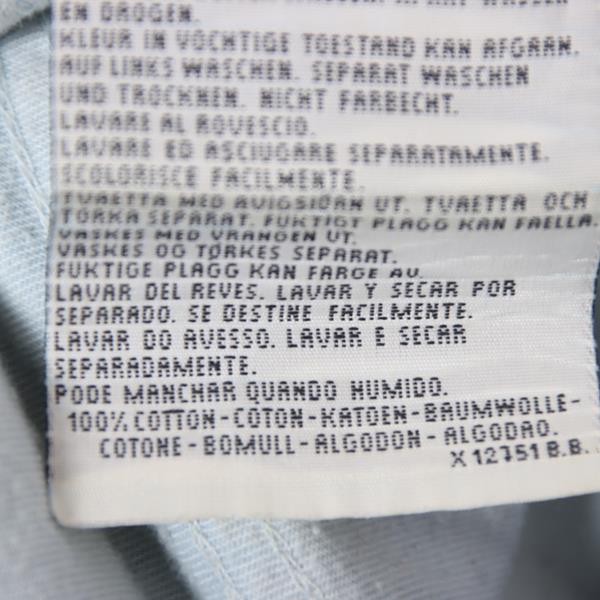 EN DROGEN.
KLEUR IN VOCHTIGE TOESTAND KAN AFGAAN.
AUF LINKS WASCHEN. SEPARAT WASCHEN
UND TROCKNEN. NICHT FARBECHT.
LAVARE AL ROVESCIO.
LAVARE ED ASCIUGARE SEPARATAMENTE.
SCOLORISCE FACILMENTE.
TVAETTA MED AVIGSIDAN UT. TVAETTA OCH
TORKA SEPARAT. FUKTIGT PLAGG KAN FAELLA.
VASKES MED VRANGEN UT.
VASKES OG TØRKES SEPARAT.
FUKTIGE PLAGG KAN FARGE AV.
LAVAR DEL REVES. LAVAR Y SECAR POR
SEPARADO. SE DESTINE FACILMENTE.
LAVAR DO AVESSO. LAVAR E SECAR
SEPARADAMENTE.
PODE MANCHAR QUANDO HUMIDO.
100% COTTON-COTON-KATOEN-BAUMWOLLE-
COTONE-BOMULL-ALGODON-ALGODAO.
X 12751 B.B.